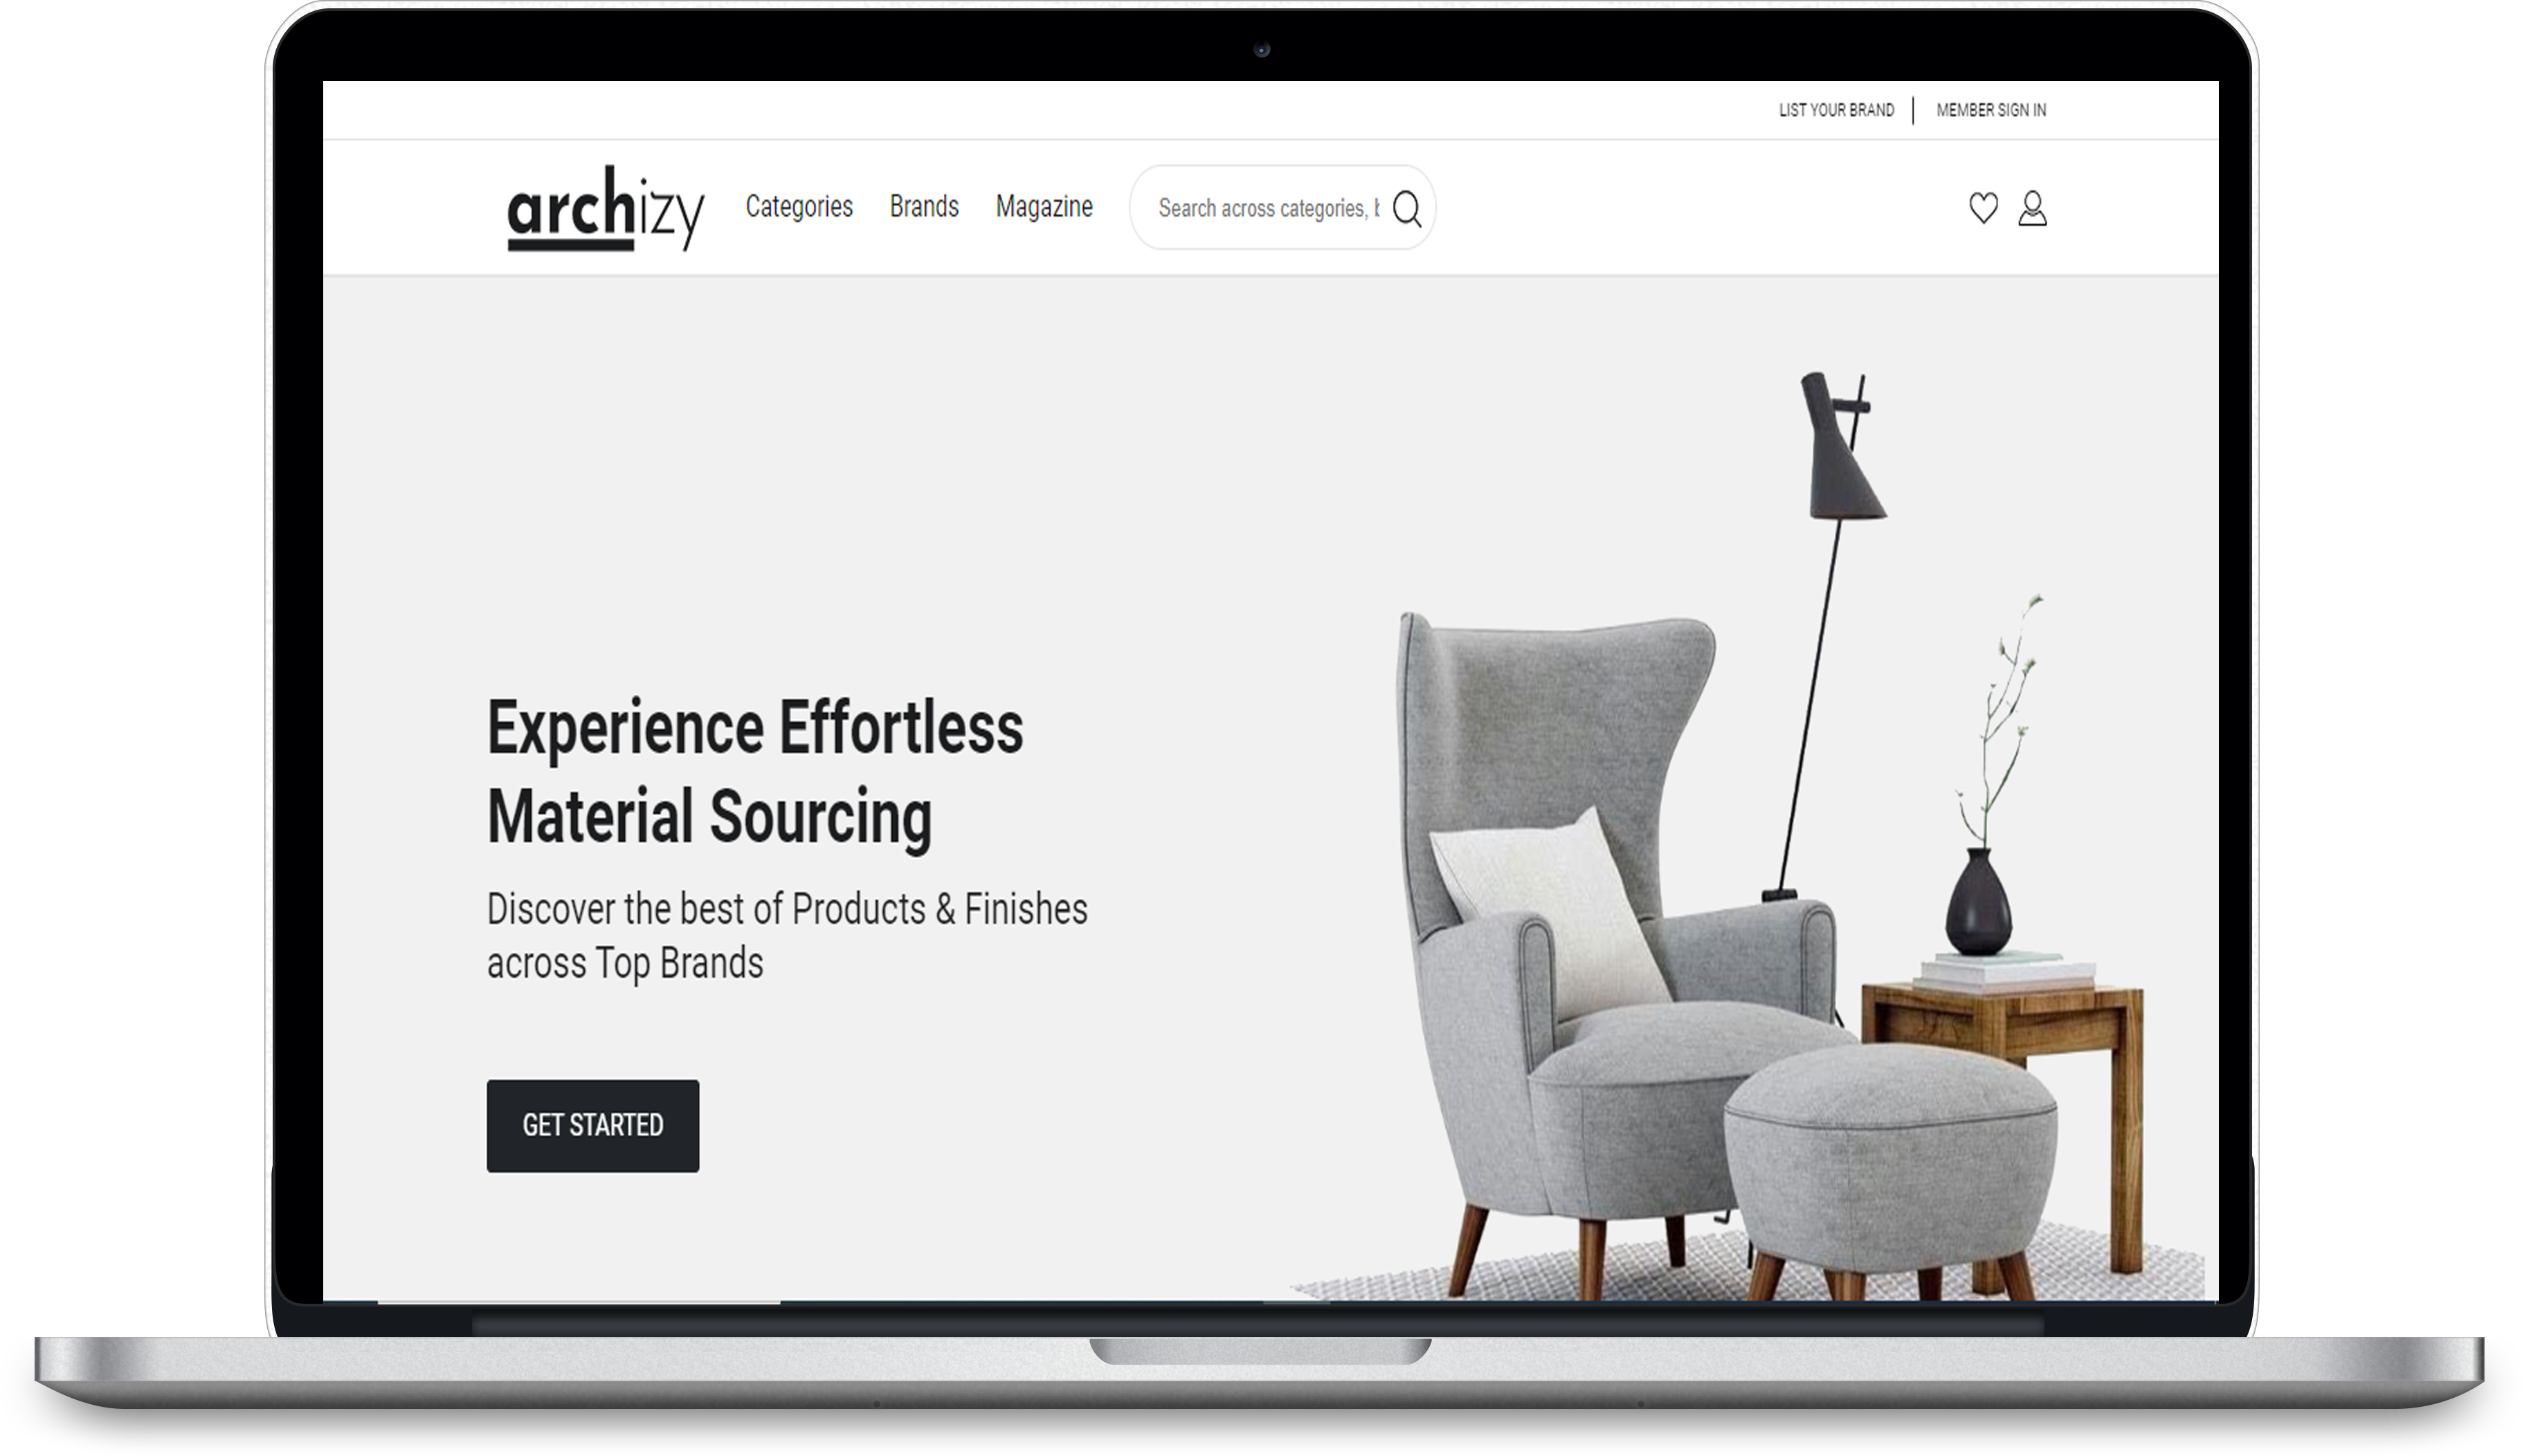 LIST YOUR BRAND | MEMBER SIGN IN
archizy Categories Brands Magazine Search across categories,
Experience Effortless
Material Sourcing
Discover the best of Products & Finishes
across Top Brands
GET STARTED